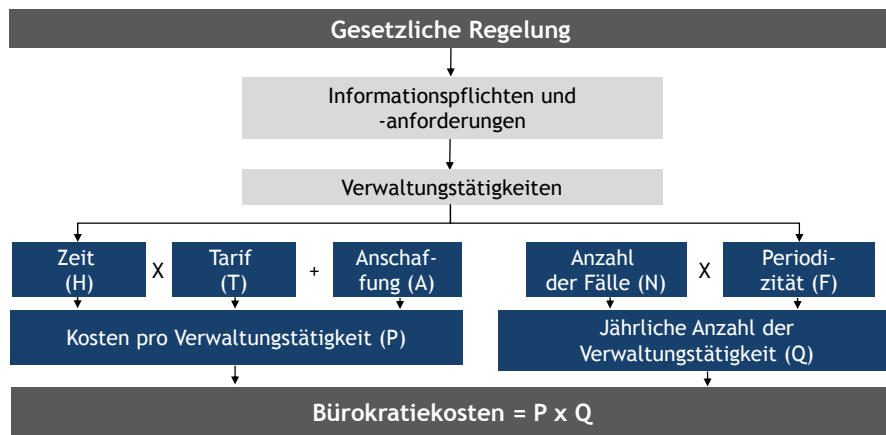 Gesetzliche Regelung
Informationspflichten und
-anforderungen
Verwaltungstätigkeiten
Zeit
(H)
X
Tarif
(T)
+
Anschaf-
fung (A)
Anzahl
der Fälle (N)
X
Periodi-
zität (F)
Kosten pro Verwaltungstätigkeit (P)
Jährliche Anzahl der
Verwaltungstätigkeit (Q)
Bürokratiekosten = P x Q